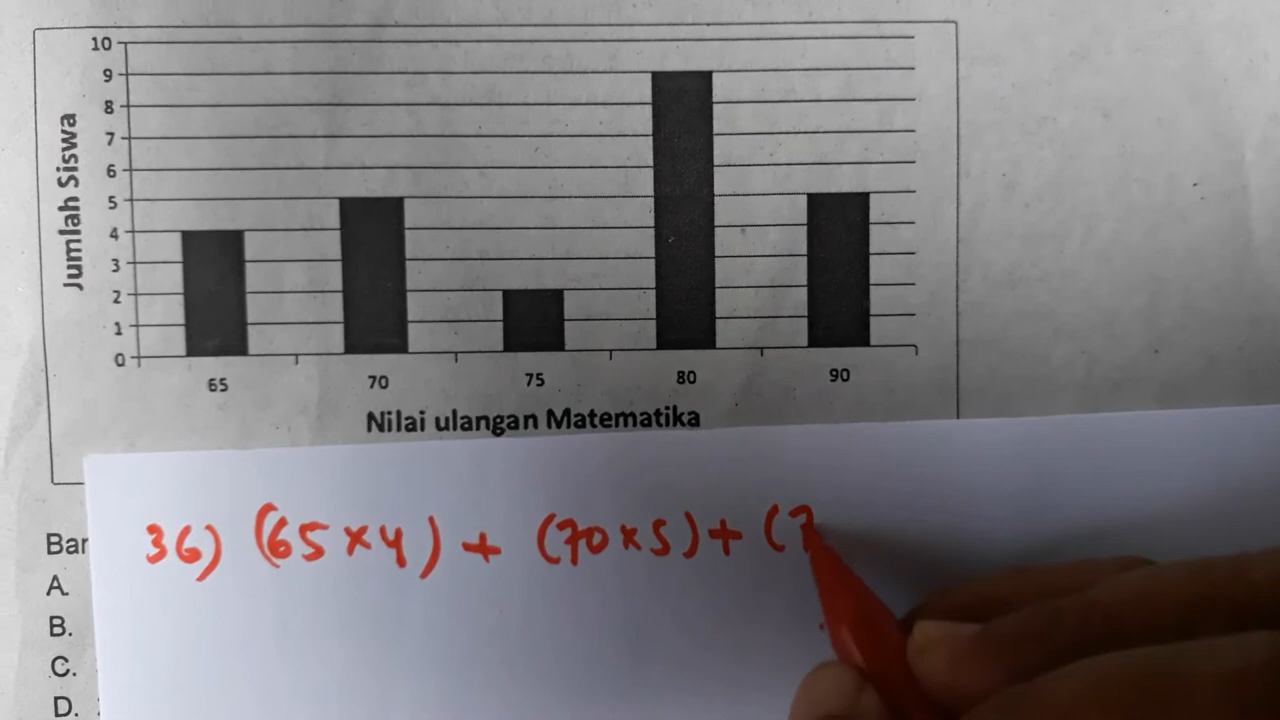 10
9
8
7
6
5
4
3
2
1
0
Jumlah Siswa
65 70 75 80 90
Nilai ulangan Matematika
36) (65 x 4) + (70 x 5) + (7
Bar
A.
B.
C.
D.